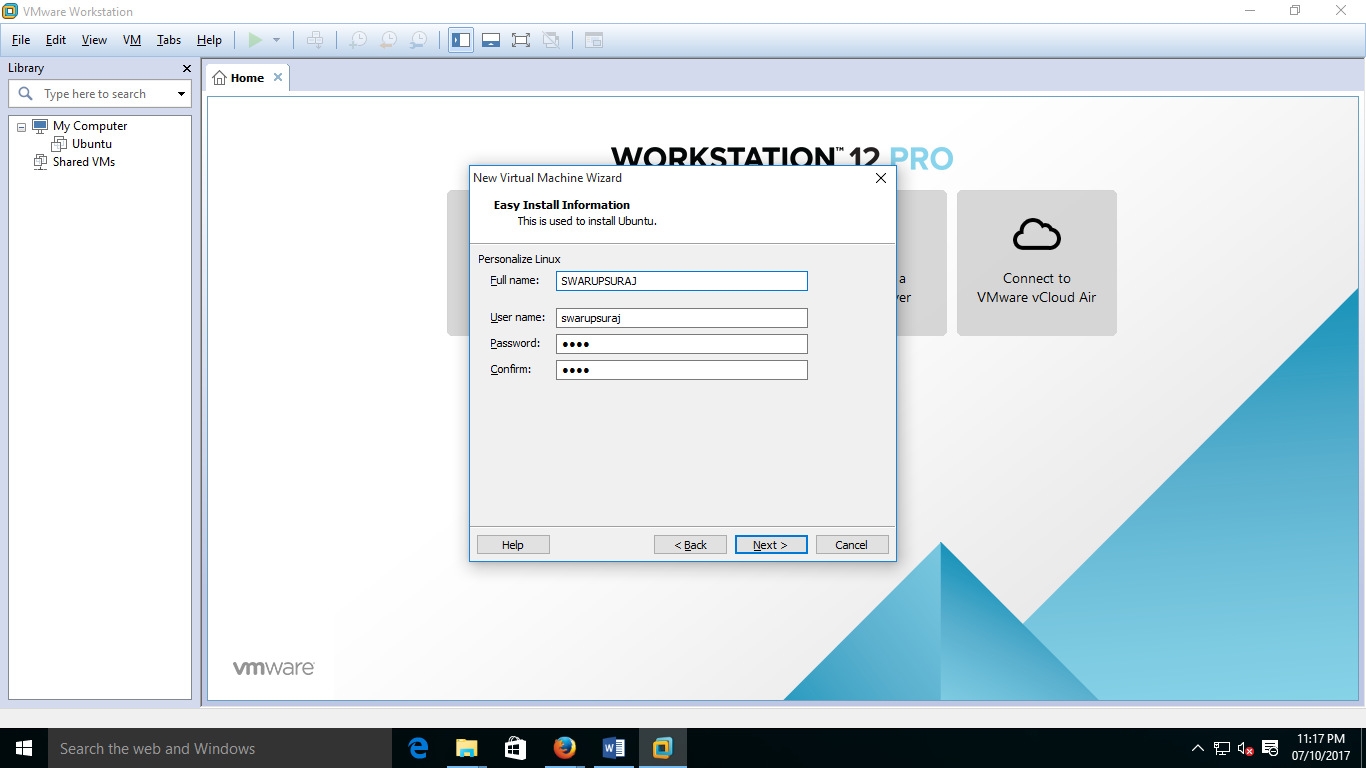 VMware Workstation
File Edit View VM Tabs Help
Library
Type here to search
My Computer
Ubuntu
Shared VMs
Home
WORKSTATION™ 12 PRO
New Virtual Machine Wizard
Easy Install Information
This is used to install Ubuntu.
Personalize Linux
Full name: SWARUPSURAJ
User name: swarupsuraj
Password: ●●●●
Confirm: ●●●●
Help < Back Next > Cancel
a
ver
Connect to
VMware vCloud Air
vmware
Search the web and Windows
11:17 PM
07/10/2017